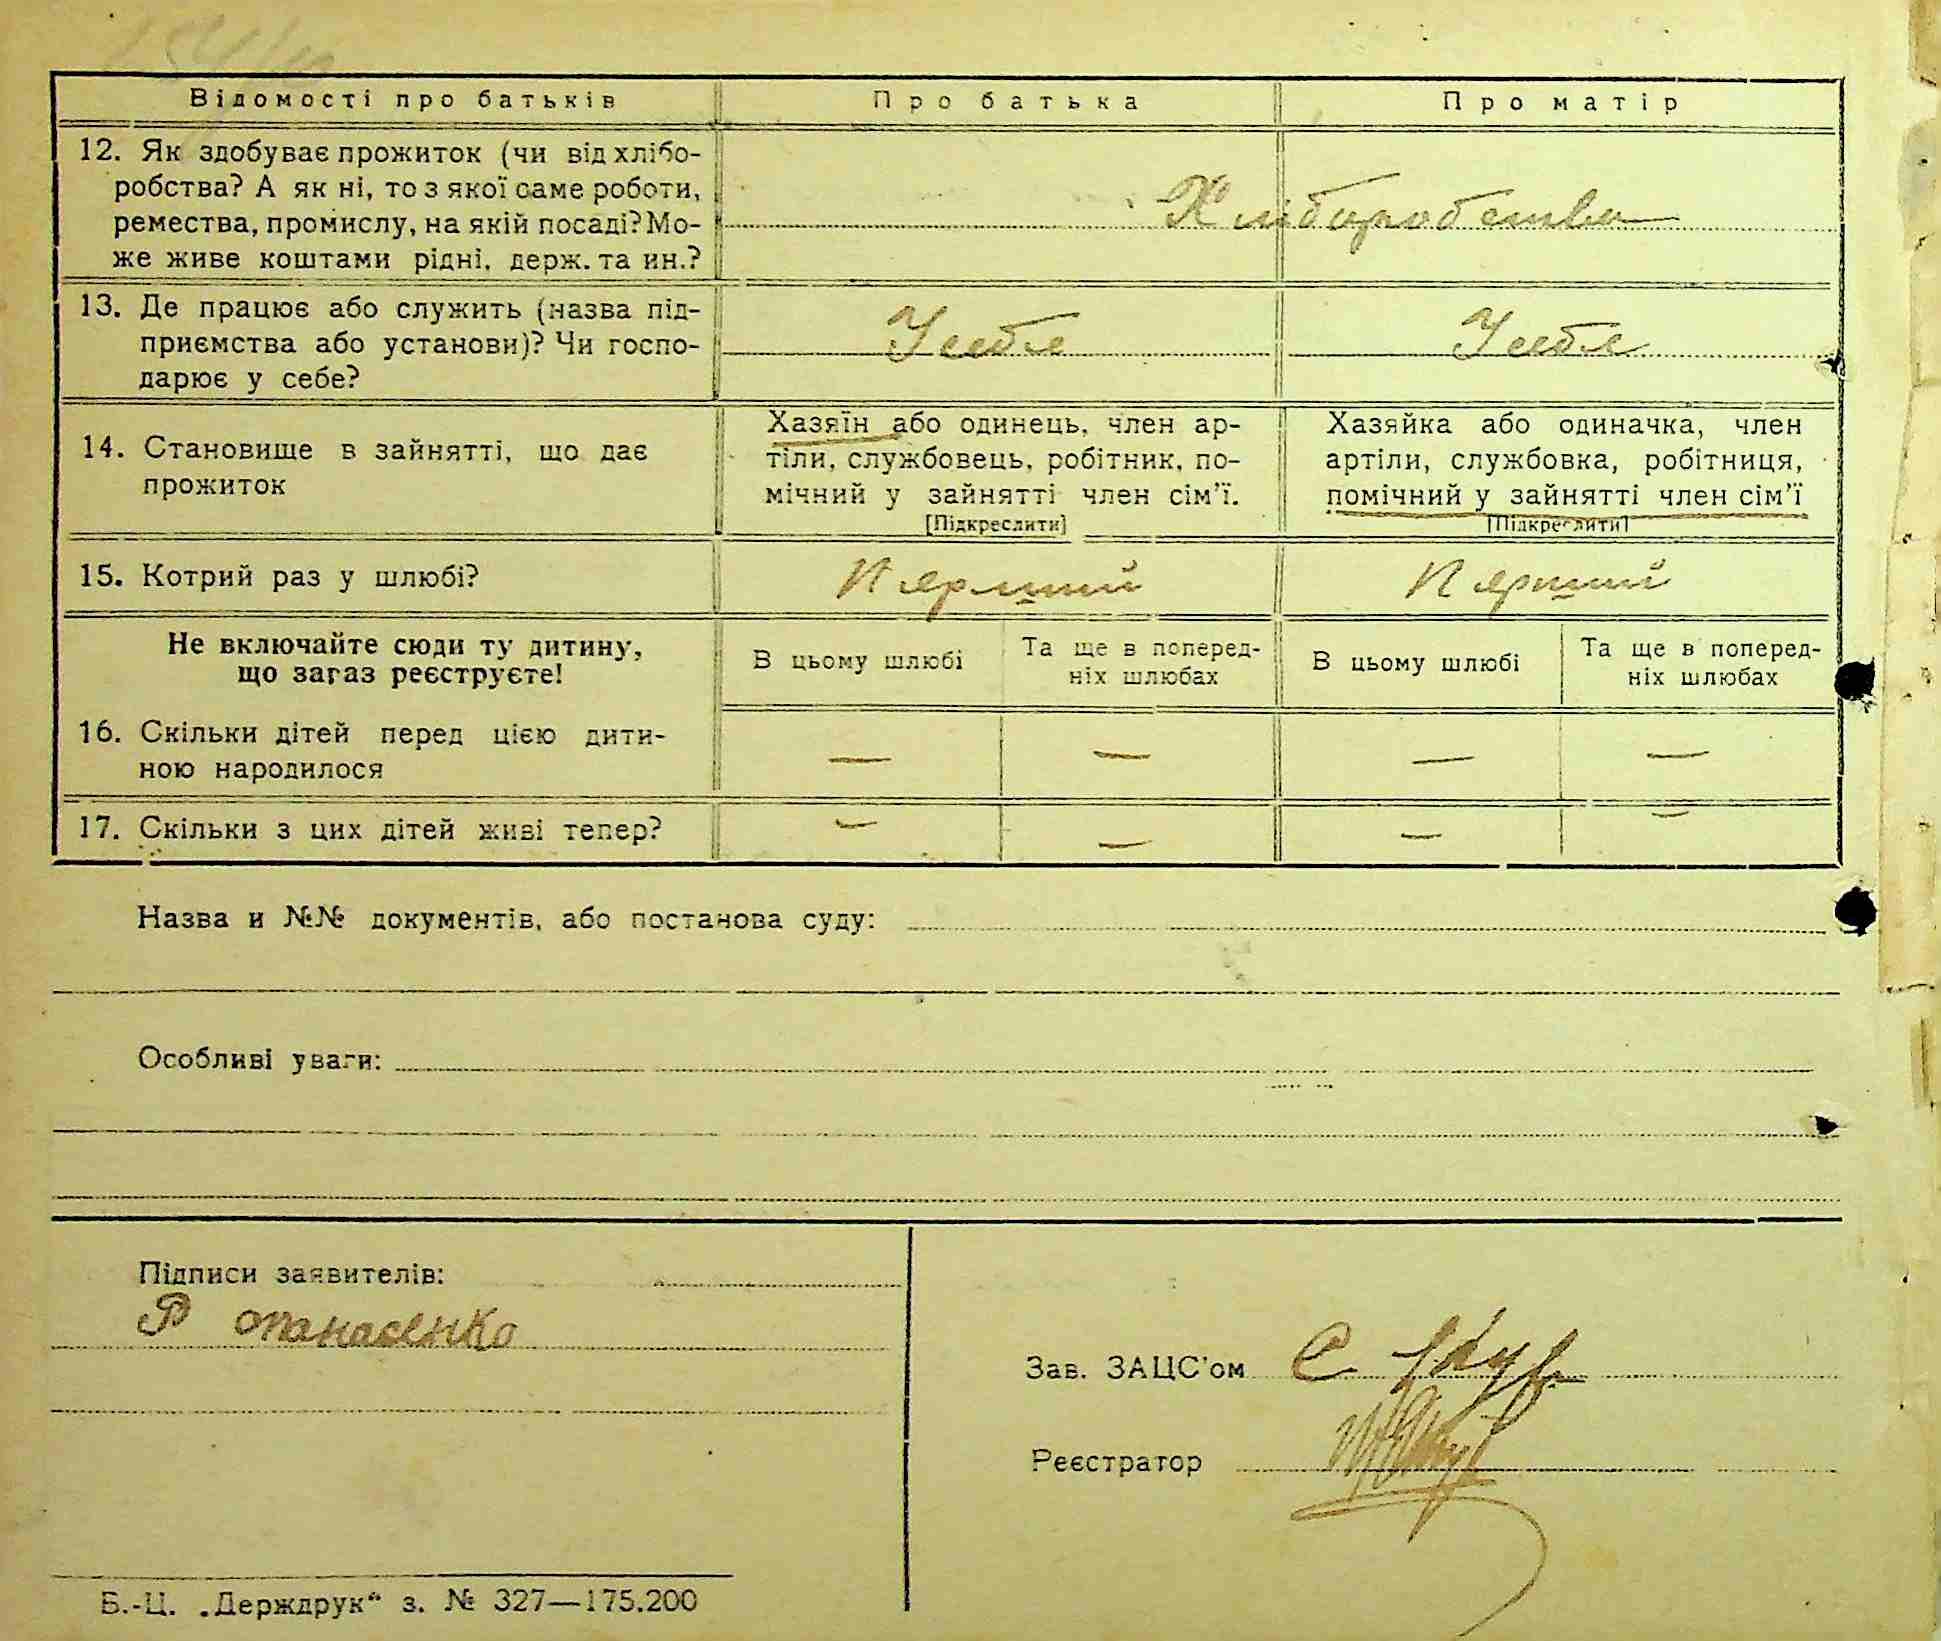 Відомості про батьків
Про батька
Про матір
12. Як здобуває прожиток (чи від хлібо-
робства? А як ні, то з якої саме роботи,
ремества, промислу, на якій посаді? Мо-
же живе коштами рідні, держ. та ин.?
Хліборобство
13. Де працює або служить (назва під-
приємства або установи)? Чи госпо-
дарює у себе?
У себе
У себе
14. Становище в зайнятті, що дає
прожиток
Хазяїн або одинець, член ар-
тіли, службовець, робітник, по-
мічний у зайнятті член сім'ї.
[Підкреслити]
Хазяйка або одиначка, член
артіли, службовка, робітниця,
помічний у зайнятті член сім'ї
[Підкреслити]
15. Котрий раз у шлюбі?
Пярший
Пярший
Не включайте сюди ту дитину,
що зараз реєструєте!
В цьому шлюбі
Та ще в поперед-
ніх шлюбах
В цьому шлюбі
Та ще в поперед-
ніх шлюбах
16. Скільки дітей перед цією дити-
ною народилося
— — — —
17. Скільки з цих дітей живі тепер?
— — — —
Назва и №№ документів, або постанова суду:
Особливі уваги:
Підписи заявителів:
Р опанасенко
Зав. ЗАЦС'ом С
Реєстратор
Б.-Ц. „Держдрук“ з. № 327—175.200